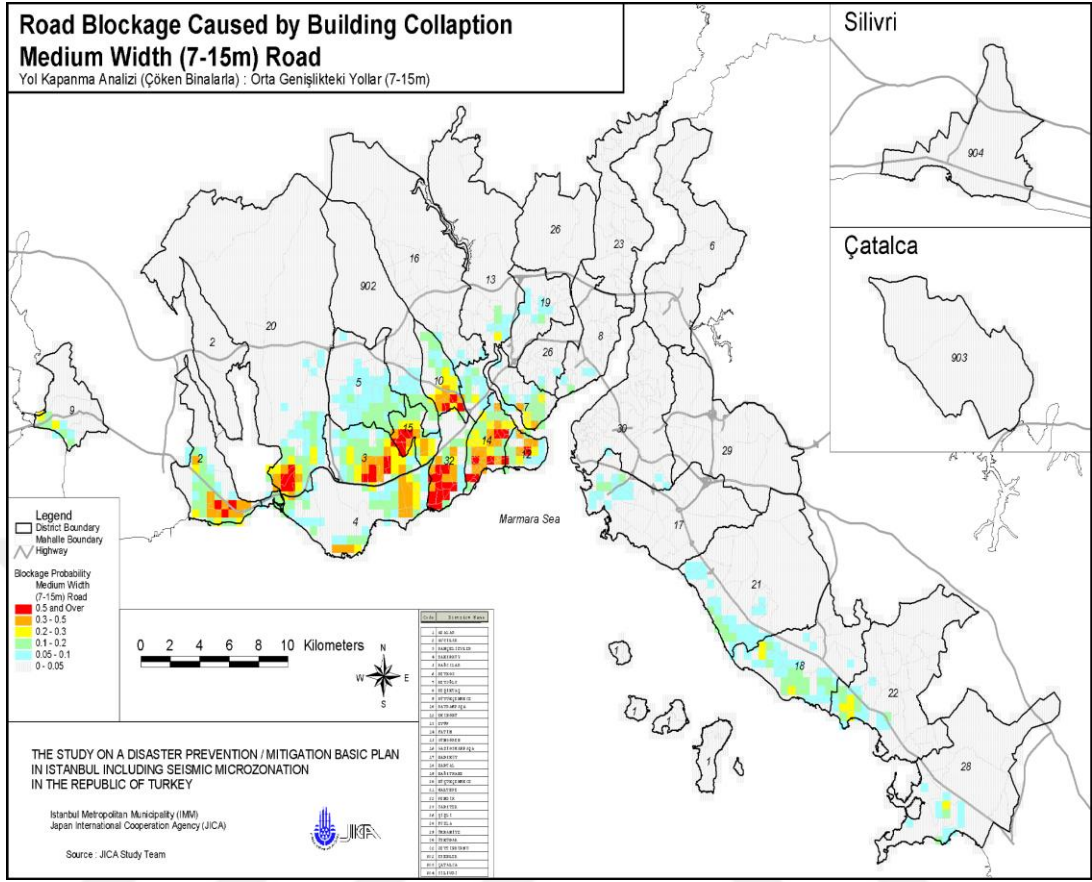 Road Blockage Caused by Building Collaption
Medium Width (7-15m) Road
Yol Kapanma Analizi (Çöken Binalarla) : Orta Genişlikteki Yollar (7-15m)
Silivri
904
Çatalca
903
26
23
6
16
13
902
19
20
2
8
26
10
5
9
7
15
14
12
30
29
2
3
32
4
Marmara Sea
17
21
18
22
28
1
1
1
1
Legend
District Boundary
Mahalle Boundary
Highway
Blockage Probability
Medium Width
(7-15m) Road
0.5 and Over
0.3 - 0.5
0.2 - 0.3
0.1 - 0.2
0.05 - 0.1
0 - 0.05
0 2 4 6 8 10 Kilometers
N
W E
S
THE STUDY ON A DISASTER PREVENTION / MITIGATION BASIC PLAN
IN ISTANBUL INCLUDING SEISMIC MICROZONATION
IN THE REPUBLIC OF TURKEY
Istanbul Metropolitan Municipality (IMM)
Japan International Cooperation Agency (JICA)
JICA
Source : JICA Study Team